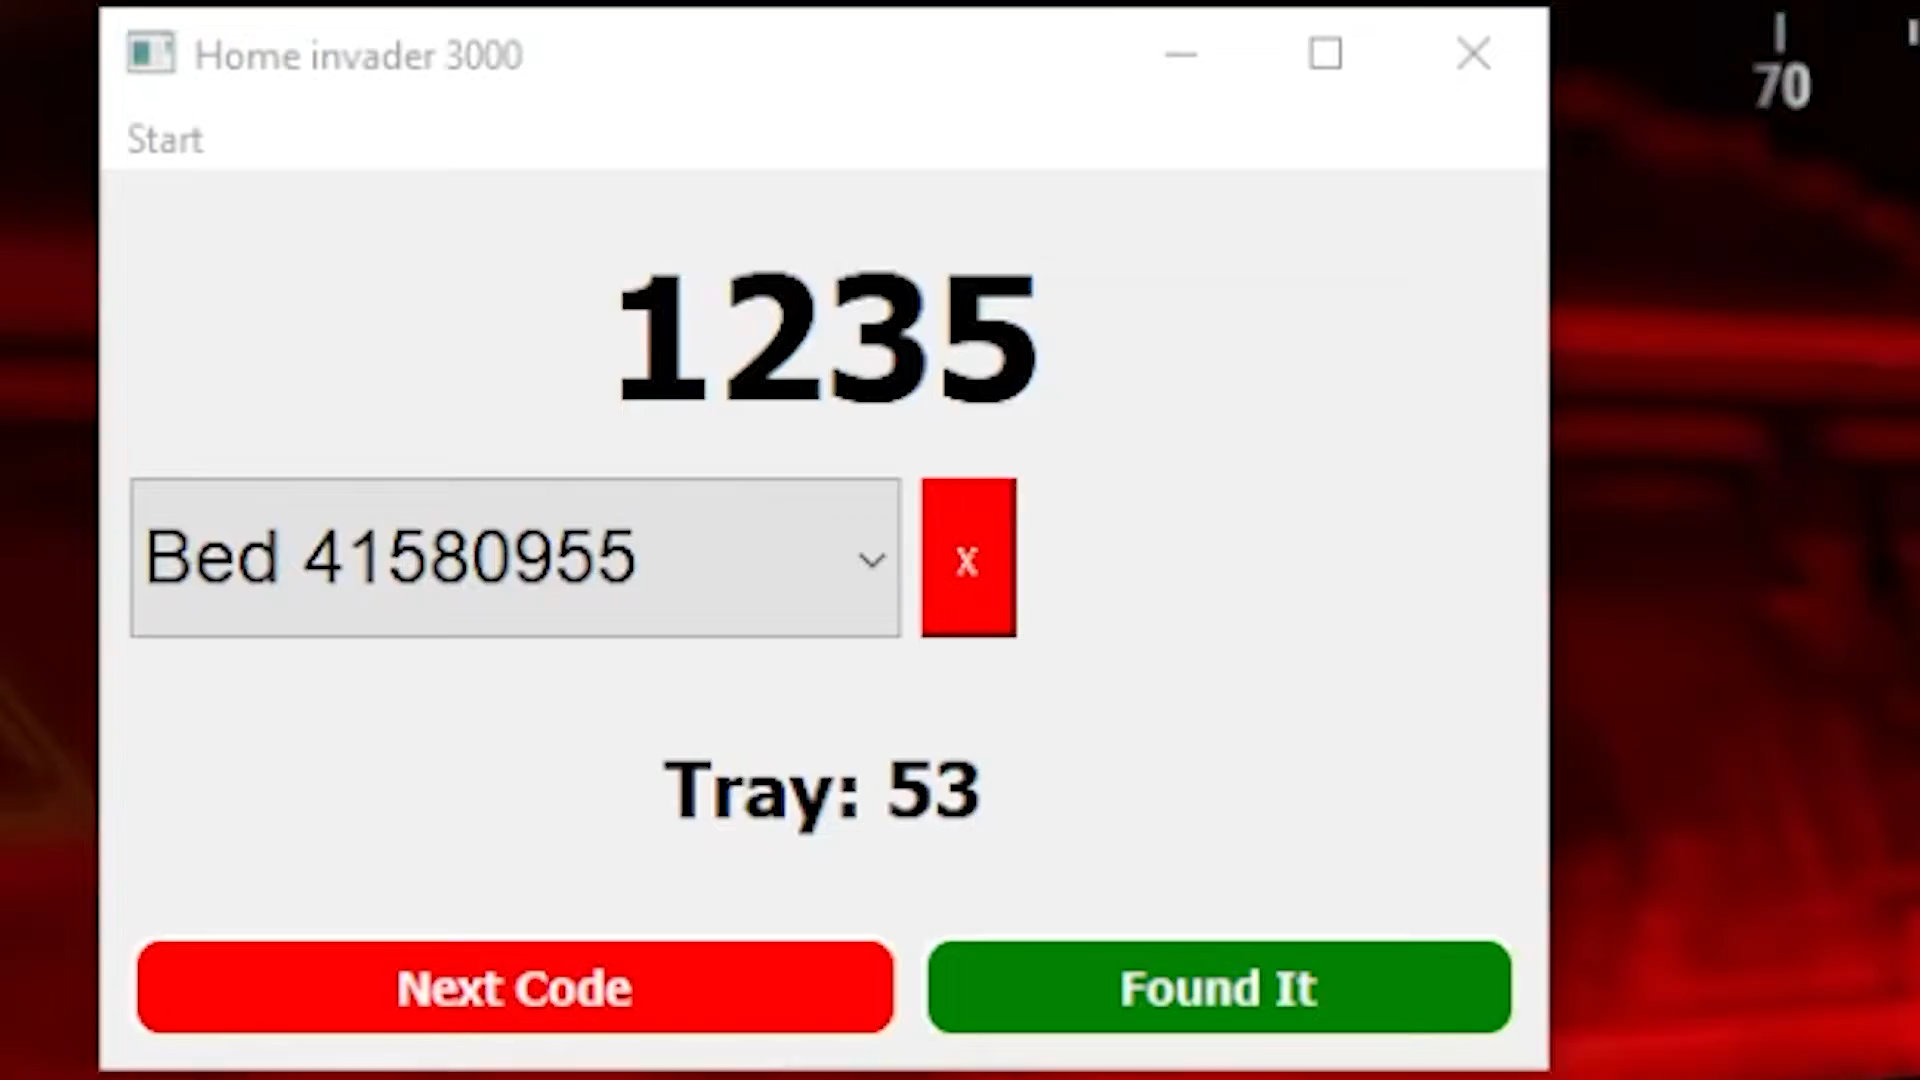 Home invader 3000
70
Start
1235
Bed 41580955
X
Tray: 53
Next Code
Found It